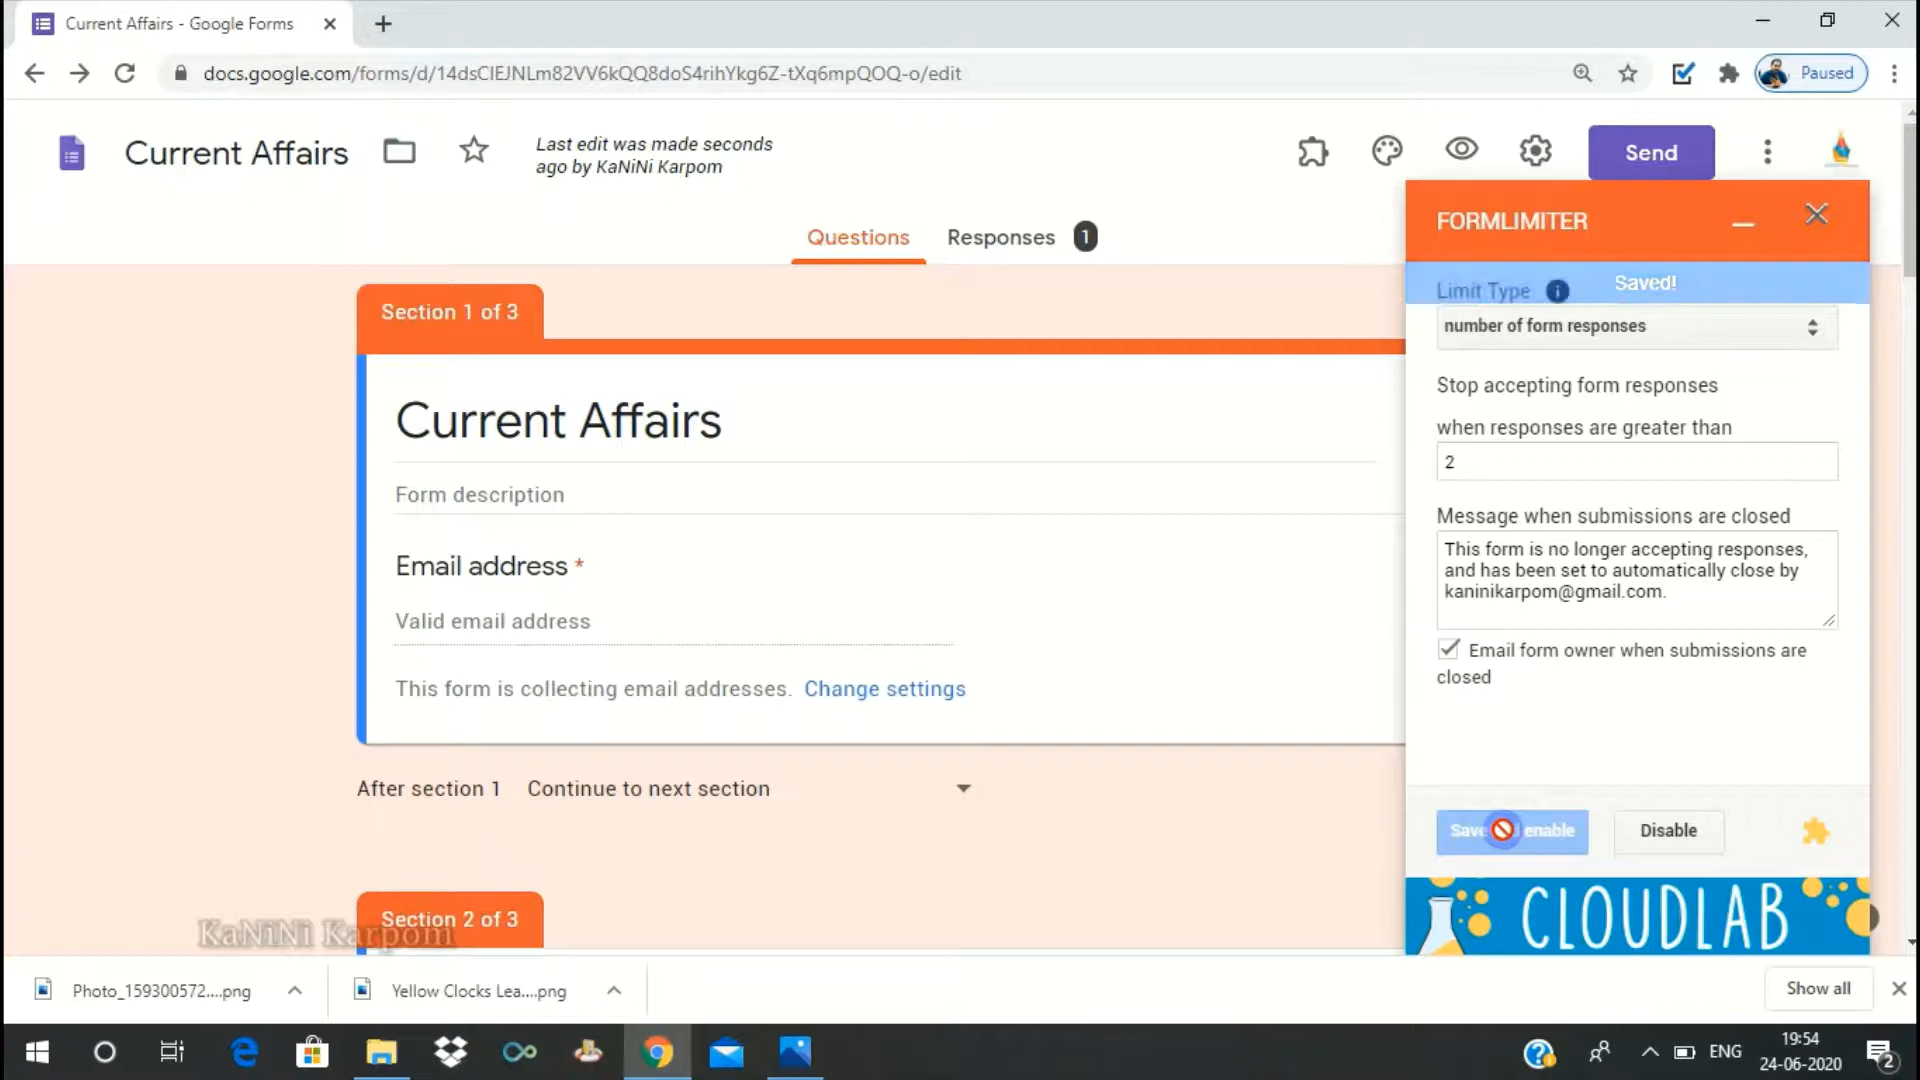 Current Affairs - Google Forms
docs.google.com/forms/d/14dsCIEJNLm82VV6kQQ8doS4rihYkg6Z-tXq6mpQOQ-o/edit
Paused
Current Affairs
Last edit was made seconds
ago by KaNiNi Karpom
Send
Questions
Responses 1
FORMLIMITER
Saved!
Limit Type
number of form responses
Stop accepting form responses
when responses are greater than
2
Message when submissions are closed
This form is no longer accepting responses,
and has been set to automatically close by
kaninikarpom@gmail.com.
Email form owner when submissions are
closed
Save enable
Disable
CLOUDLAB
Section 1 of 3
Current Affairs
Form description
Email address *
Valid email address
This form is collecting email addresses. Change settings
After section 1 Continue to next section
Section 2 of 3
KaNiNi Karpom
Photo_159300572....png
Yellow Clocks Lea....png
Show all
ENG
19:54
24-06-2020
2